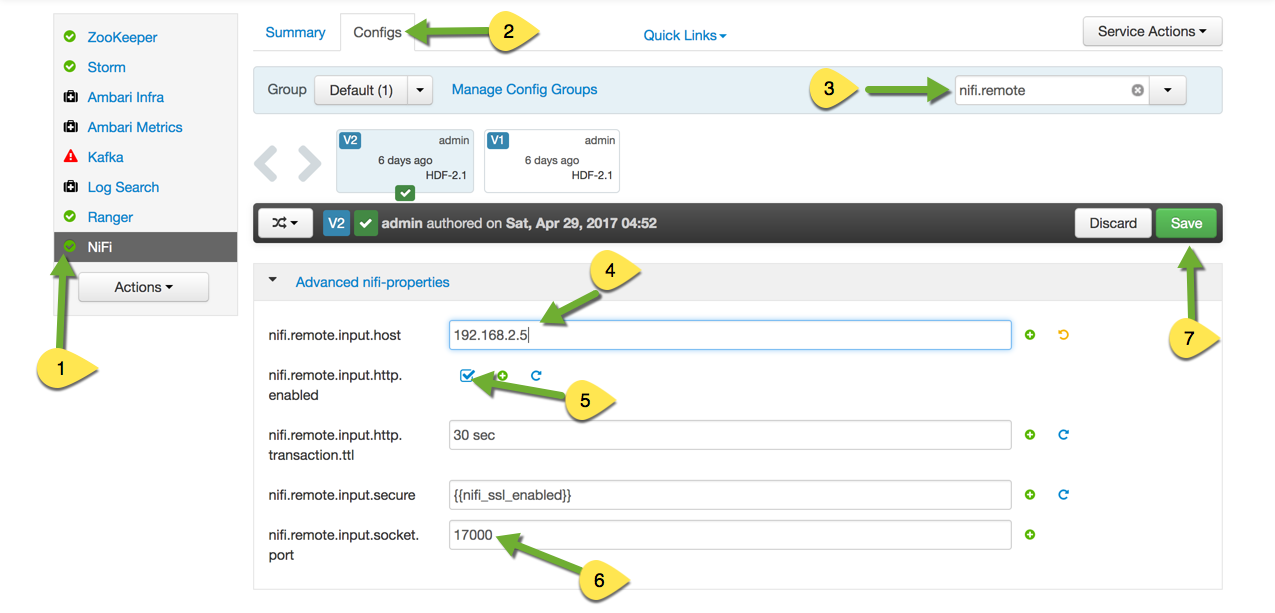 ZooKeeper
Storm
Ambari Infra
Ambari Metrics
Kafka
Log Search
Ranger
NiFi
Actions
1
Summary
Configs
2
Quick Links
Service Actions
Group
Default (1)
Manage Config Groups
3
nifi.remote
V2
admin
6 days ago
HDF-2.1
V1
admin
6 days ago
HDF-2.1
V2 admin authored on Sat, Apr 29, 2017 04:52
Discard
Save
7
Advanced nifi-properties
4
nifi.remote.input.host
192.168.2.5
nifi.remote.input.http.
enabled
5
nifi.remote.input.http.
transaction.ttl
30 sec
nifi.remote.input.secure
{{nifi_ssl_enabled}}
nifi.remote.input.socket.
port
17000
6